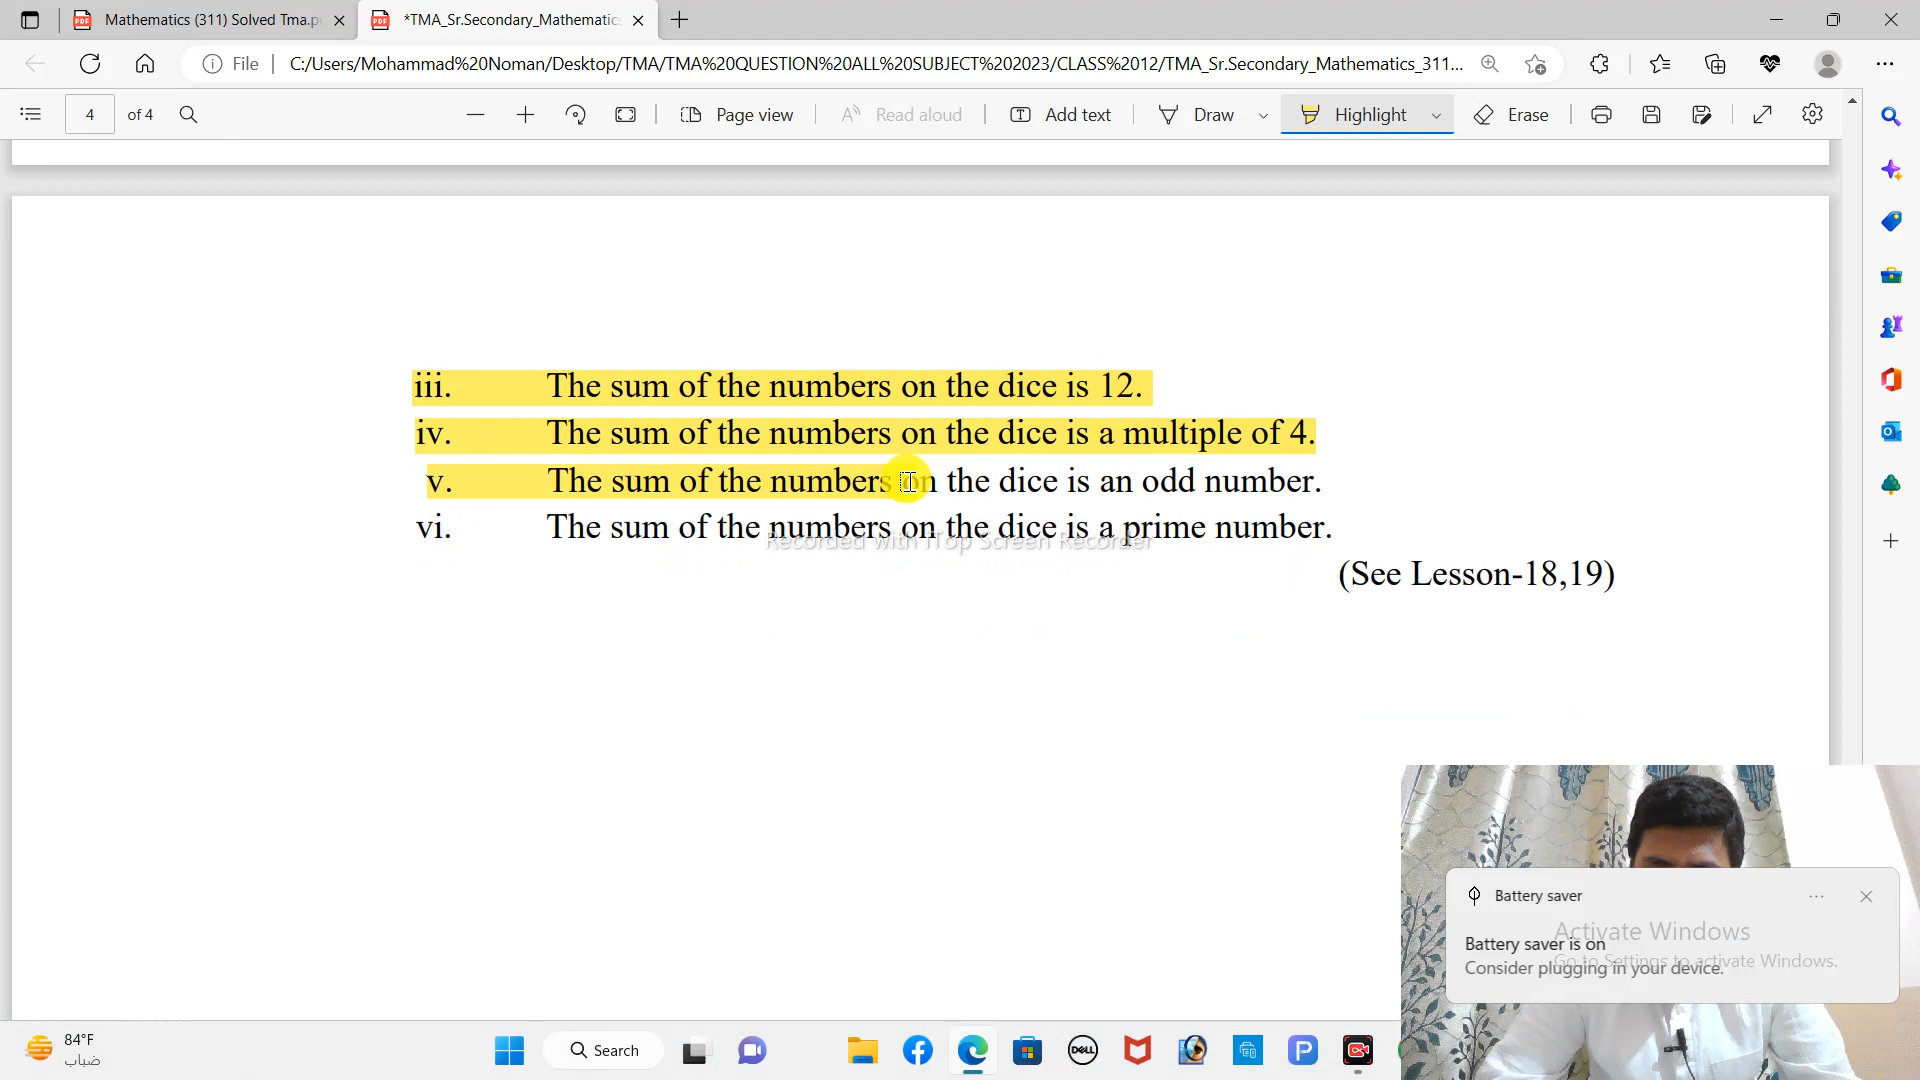 Mathematics (311) Solved Tma.p
*TMA_Sr.Secondary_Mathematics
File
C:/Users/Mohammad%20Noman/Desktop/TMA/TMA%20QUESTION%20ALL%20SUBJECT%202023/CLASS%2012/TMA_Sr.Secondary_Mathematics_311...
4 of 4
Page view
Read aloud
Add text
Draw
Highlight
Erase
iii. The sum of the numbers on the dice is 12.
iv. The sum of the numbers on the dice is a multiple of 4.
v. The sum of the numbers on the dice is an odd number.
vi. The sum of the numbers on the dice is a prime number.
Recorded with iTop Screen Recorder
(See Lesson-18,19)
Battery saver
Activate Windows
Battery saver is on
Go to Settings to activate Windows.
Consider plugging in your device.
84°F
ضباب
Search
DELL